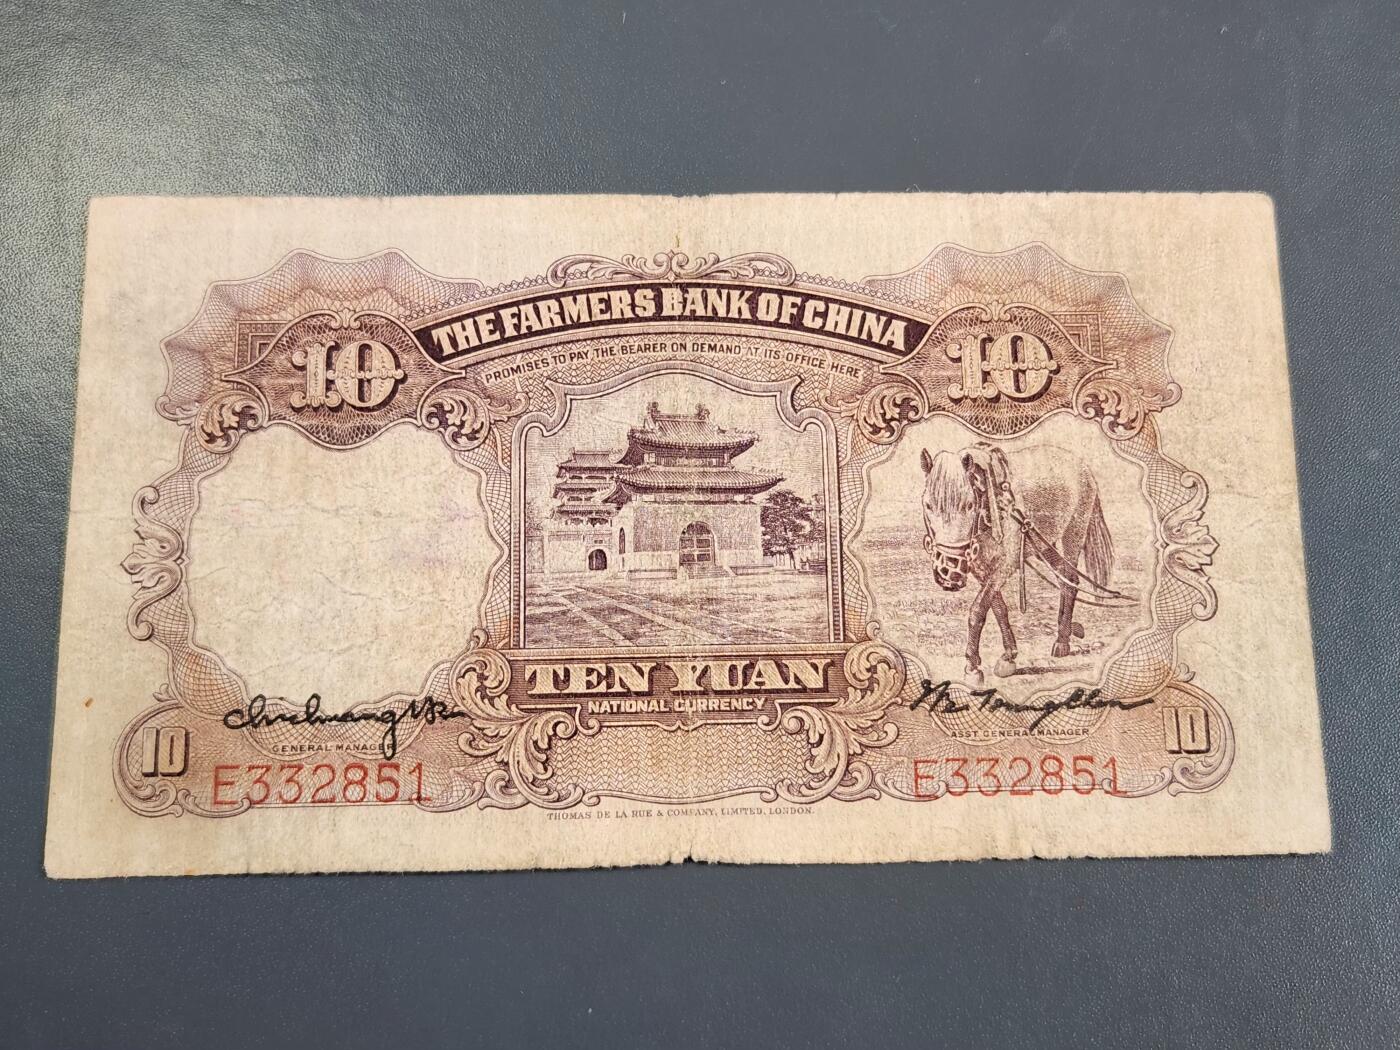 THE FARMERS BANK OF CHINA
10
10
PROMISES TO PAY THE BEARER ON DEMAND AT ITS OFFICE HERE
TEN YUAN
NATIONAL CURRENCY
GENERAL MANAGER
ASST GENERAL MANAGER
10
10
E332851
E332851
THOMAS DE LA RUE & COMPANY, LIMITED, LONDON.